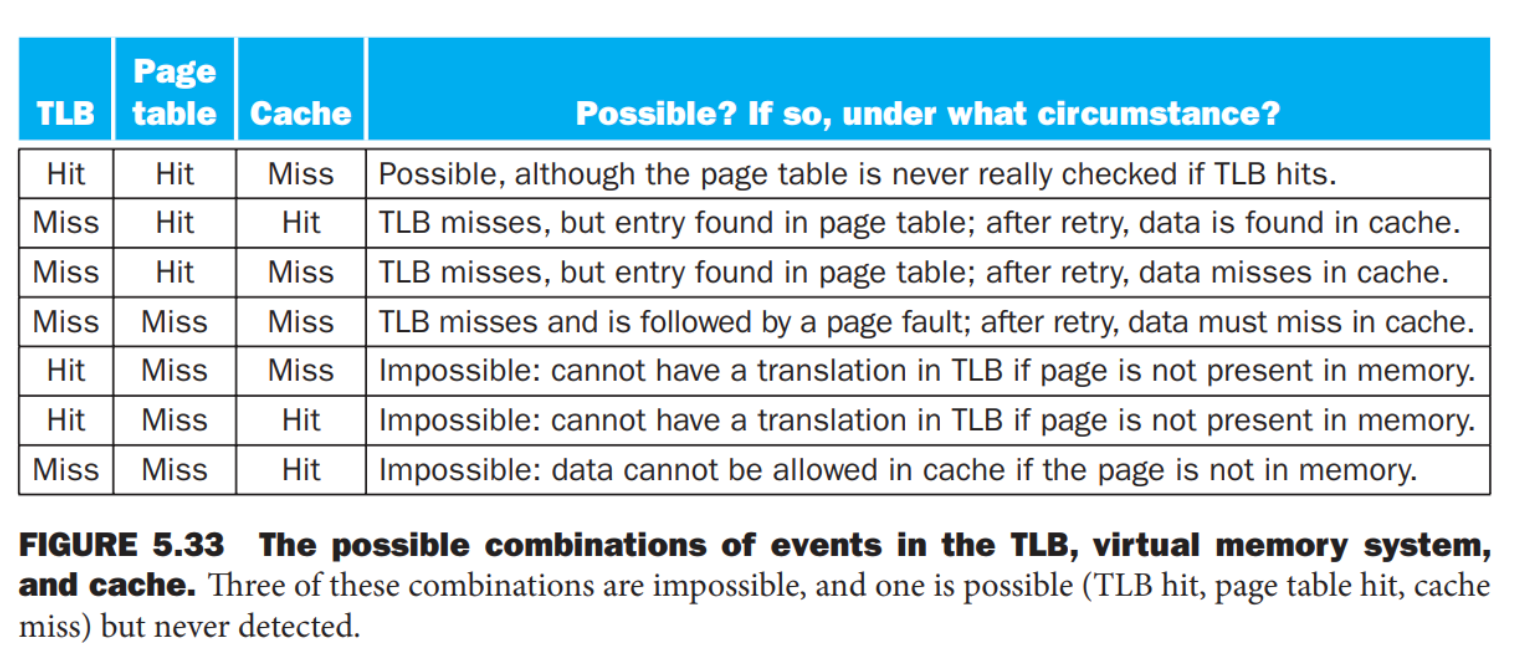 TLB Page table Cache Possible? If so, under what circumstance?
Hit Hit Miss Possible, although the page table is never really checked if TLB hits.
Miss Hit Hit TLB misses, but entry found in page table; after retry, data is found in cache.
Miss Hit Miss TLB misses, but entry found in page table; after retry, data misses in cache.
Miss Miss Miss TLB misses and is followed by a page fault; after retry, data must miss in cache.
Hit Miss Miss Impossible: cannot have a translation in TLB if page is not present in memory.
Hit Miss Hit Impossible: cannot have a translation in TLB if page is not present in memory.
Miss Miss Hit Impossible: data cannot be allowed in cache if the page is not in memory.
FIGURE 5.33 The possible combinations of events in the TLB, virtual memory system,
and cache. Three of these combinations are impossible, and one is possible (TLB hit, page table hit, cache
miss) but never detected.